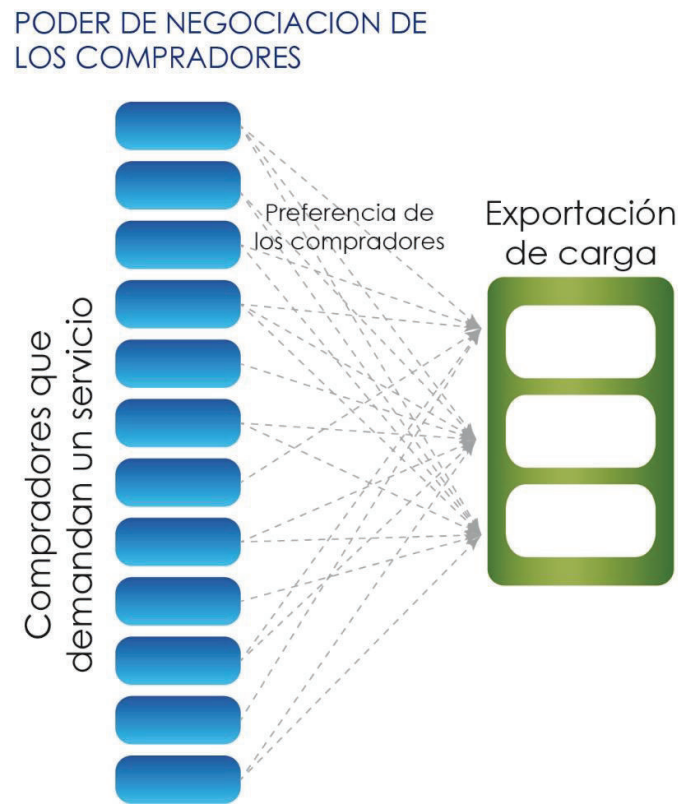 PODER DE NEGOCIACION DE
LOS COMPRADORES
Preferencia de
los compradores
Exportación
de carga
Compradores que
demandan un servicio